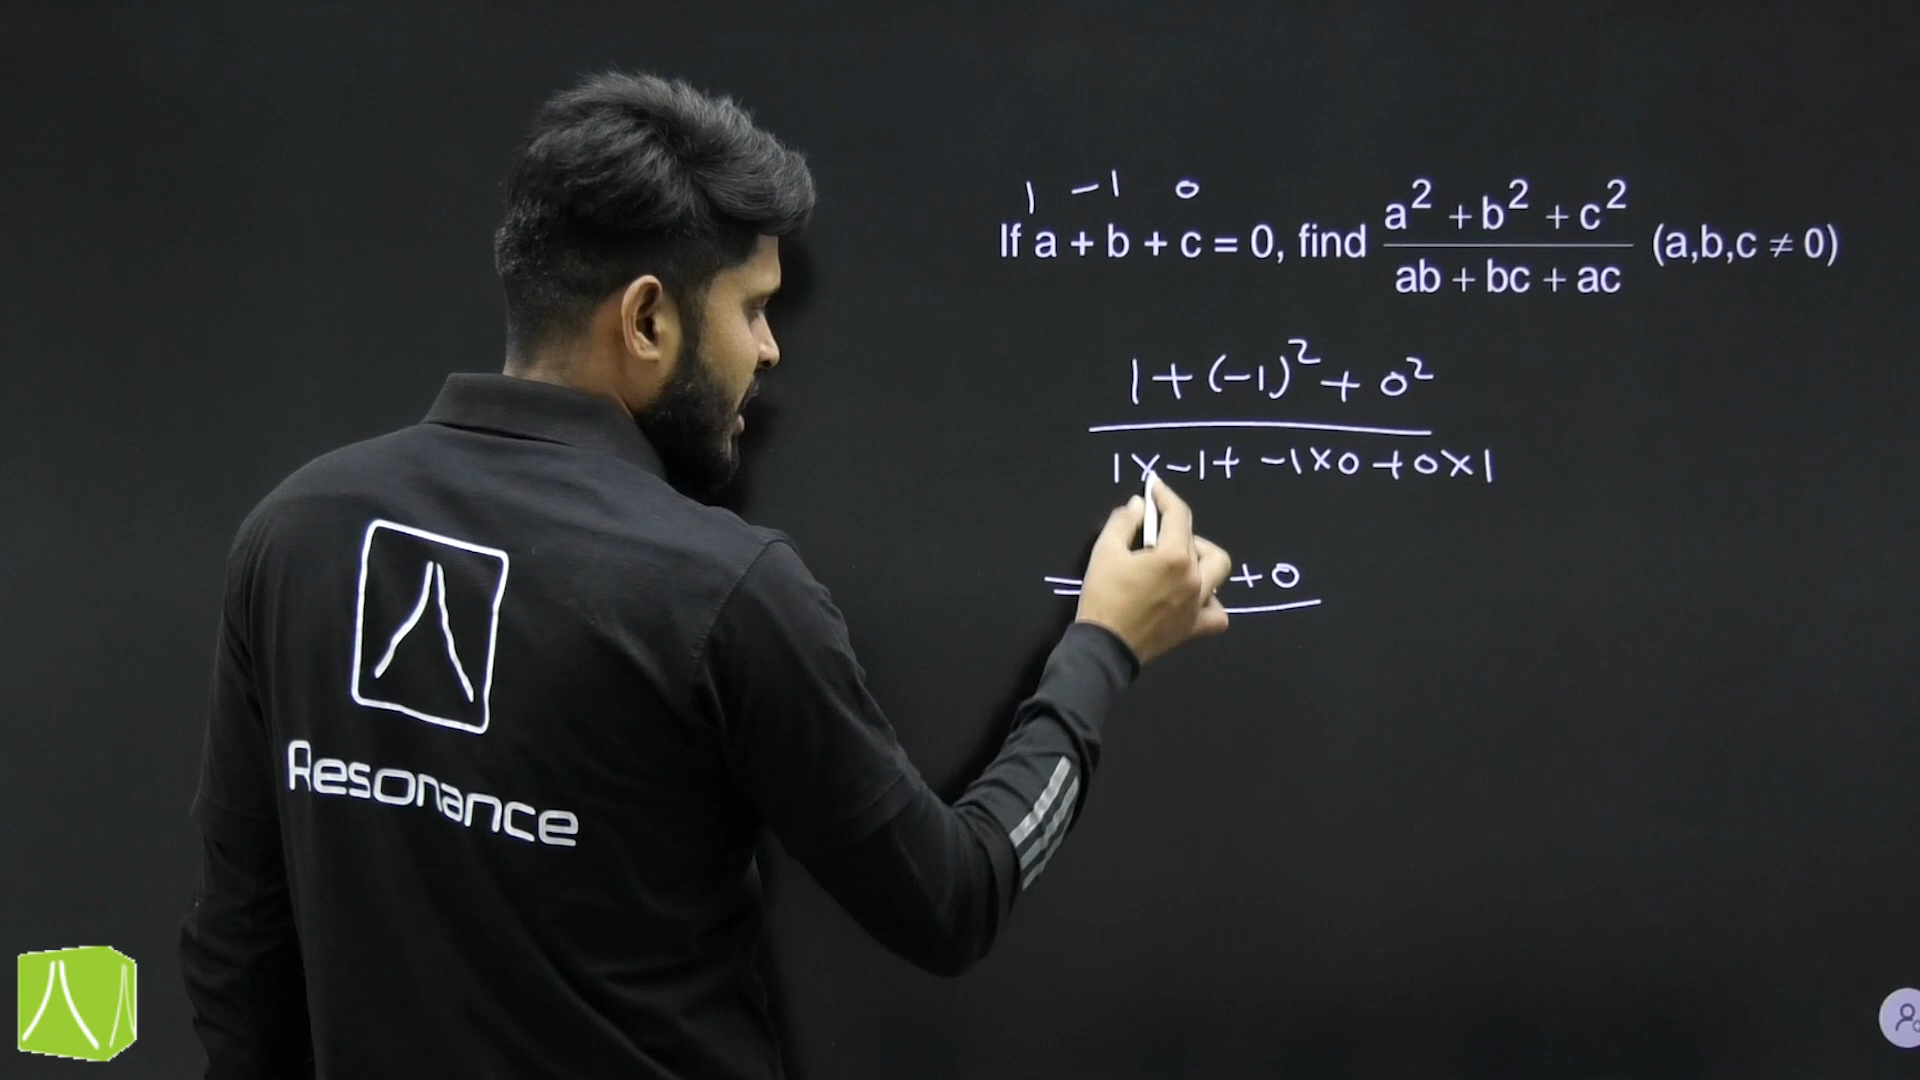 1 -1 0
If a + b + c = 0, find a² + b² + c² / ab + bc + ac (a,b,c ≠ 0)
1 + (-1)² + 0²
1 x -1 + -1 x 0 + 0 x 1
= + 0
Resonance